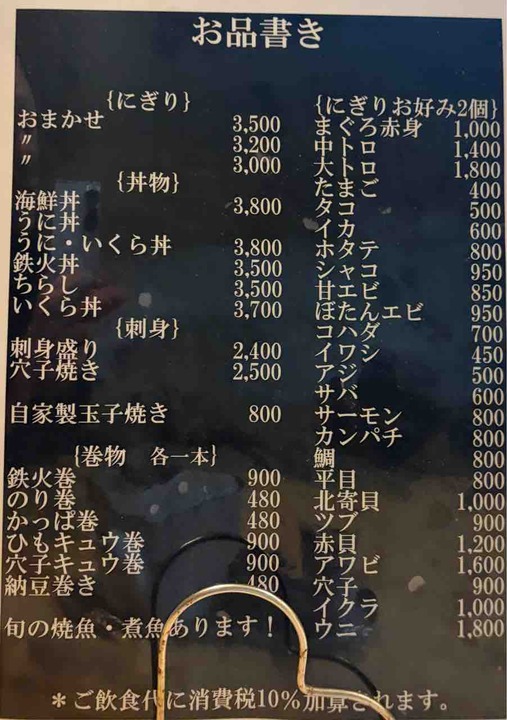 お品書き
{にぎり}
おまかせ 3,500
〃 3,200
〃 3,000
{丼物}
海鮮丼 3,800
うに丼
うに・いくら丼 3,800
鉄火丼 3,500
ちらし 3,500
いくら丼 3,700
{刺身}
刺身盛り 2,400
穴子焼き 2,500
自家製玉子焼き 800
{巻物 各一本}
鉄火巻 900
のり巻 480
かっぱ巻 480
ひもキュウ巻 900
穴子キュウ巻 900
納豆巻き 480
旬の焼魚・煮魚あります！
{にぎりお好み2個}
まぐろ赤身 1,000
中トロ 1,400
大トロ 1,800
たまご 400
タコ 500
イカ 600
ホタテ 800
シャコ 950
甘エビ 850
ぼたんエビ 950
コハダ 700
イワシ 450
アジ 500
サバ 600
サーモン 800
カンパチ 800
鯛 800
平目 800
北寄貝 1,000
ツブ 900
赤貝 1,200
アワビ 1,600
穴子 900
イクラ 1,000
ウニ 1,800
＊ご飲食代に消費税10％加算されます。